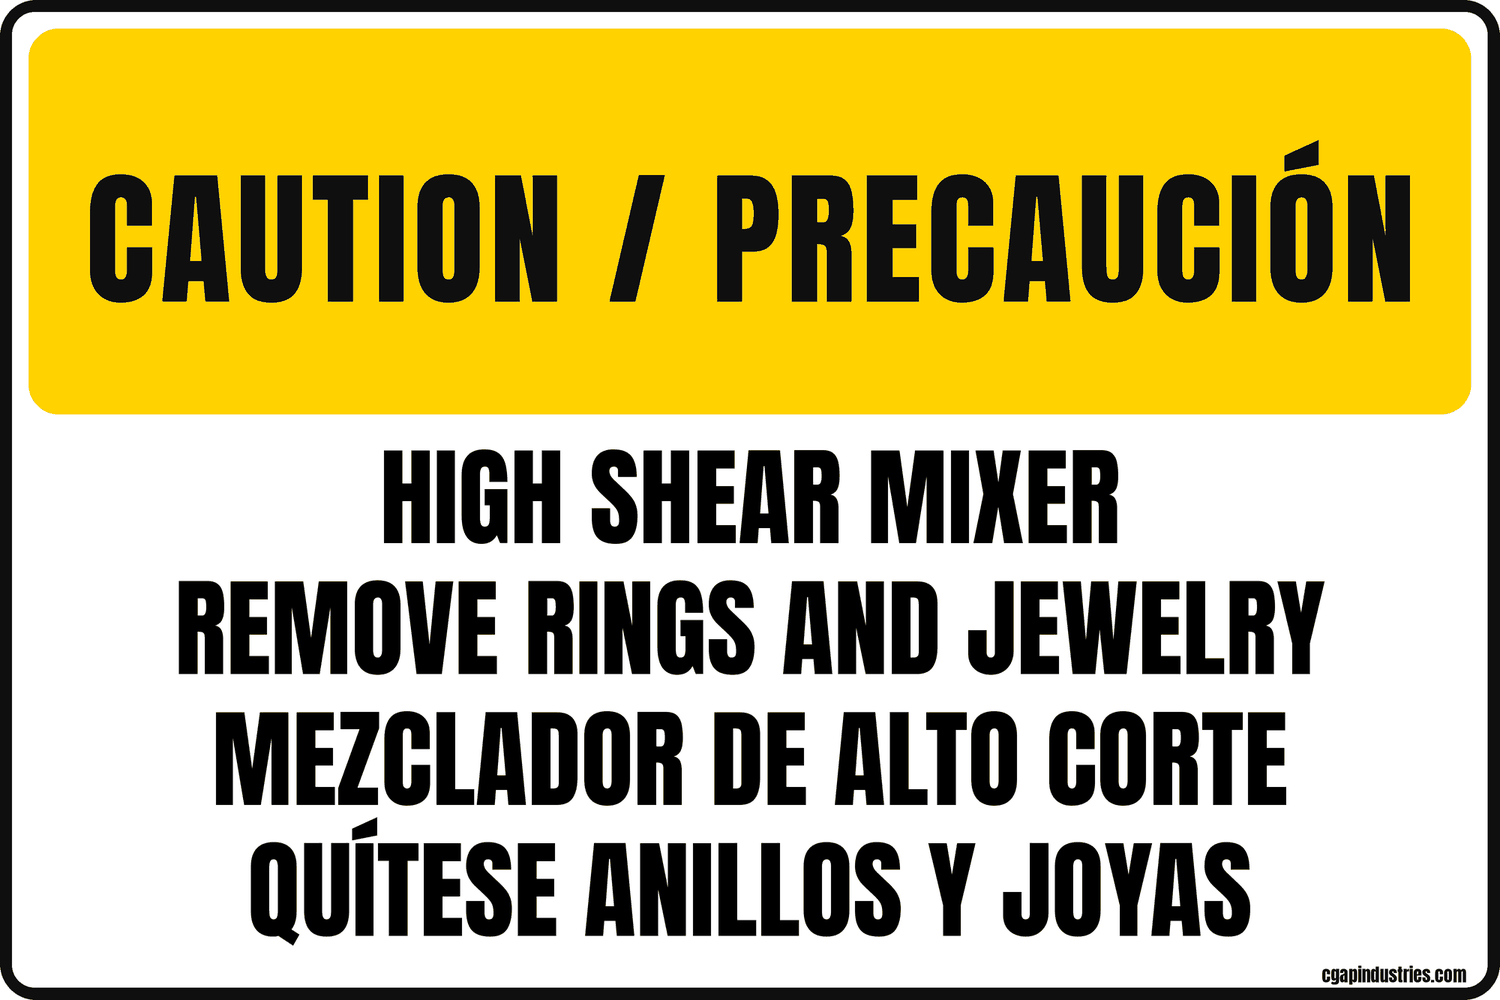 CAUTION / PRECAUCIÓN
HIGH SHEAR MIXER
REMOVE RINGS AND JEWELRY
MEZCLADOR DE ALTO CORTE
QUÍTESE ANILLOS Y JOYAS
cgapindustries.com